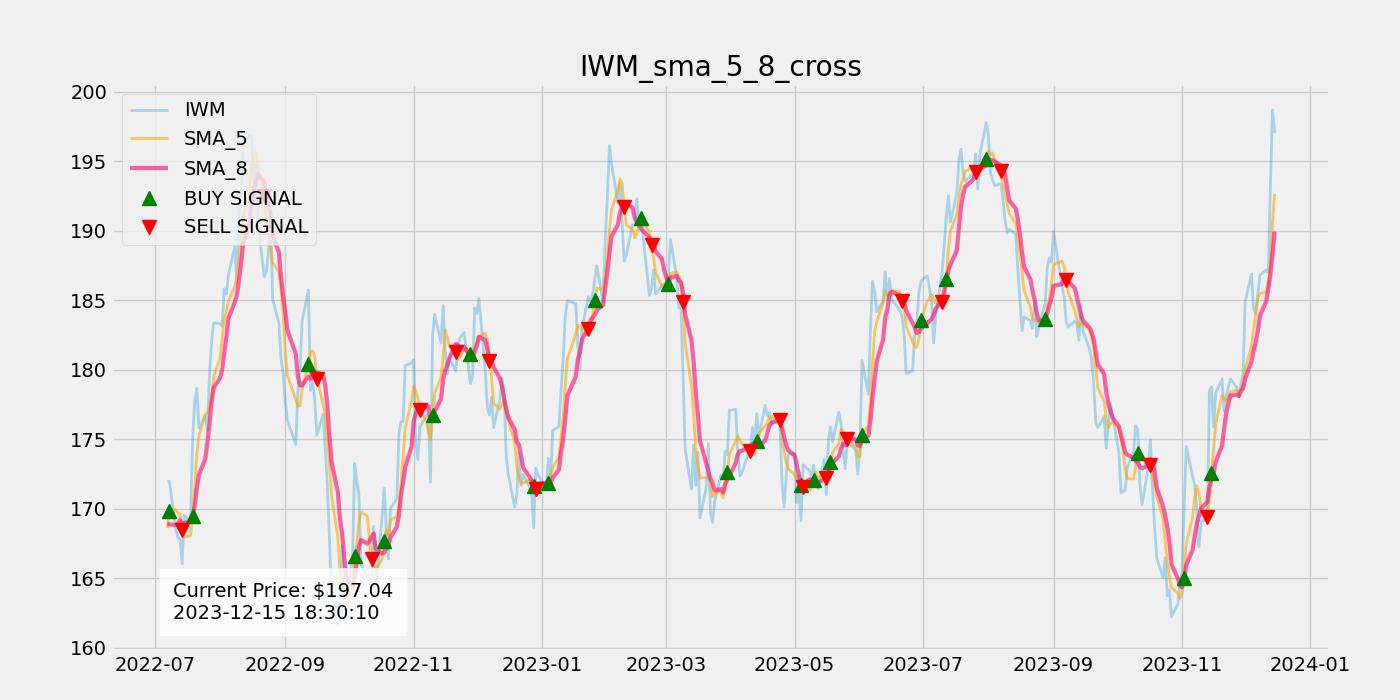 IWM_sma_5_8_cross
200
195
190
185
180
175
170
165
160
IWM
SMA_5
SMA_8
BUY SIGNAL
SELL SIGNAL
Current Price: $197.04
2023-12-15 18:30:10
2022-07 2022-09 2022-11 2023-01 2023-03 2023-05 2023-07 2023-09 2023-11 2024-01